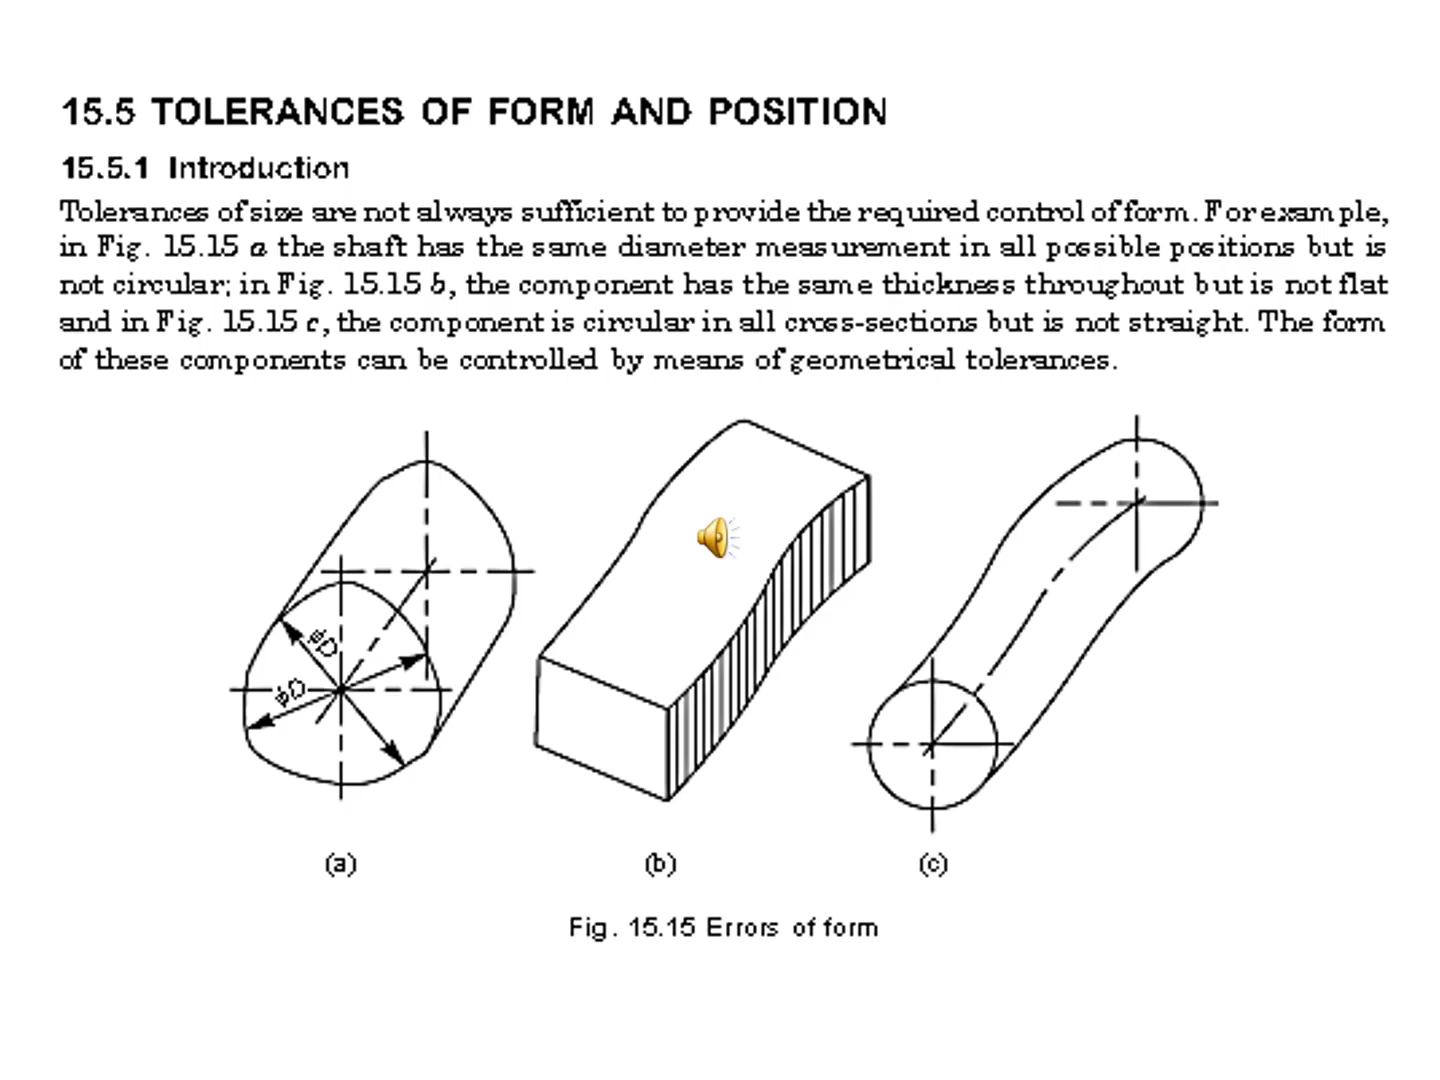 15.5 TOLERANCES OF FORM AND POSITION
15.5.1 Introduction
Tolerances of size are not always sufficient to provide the required control of form. For example,
in Fig. 15.15 a the shaft has the same diameter measurement in all possible positions but is
not circular; in Fig. 15.15 b, the component has the same thickness throughout but is not flat
and in Fig. 15.15 c, the component is circular in all cross-sections but is not straight. The form
of these components can be controlled by means of geometrical tolerances.
ϕD
ϕD
(a) (b) (c)
Fig. 15.15 Errors of form